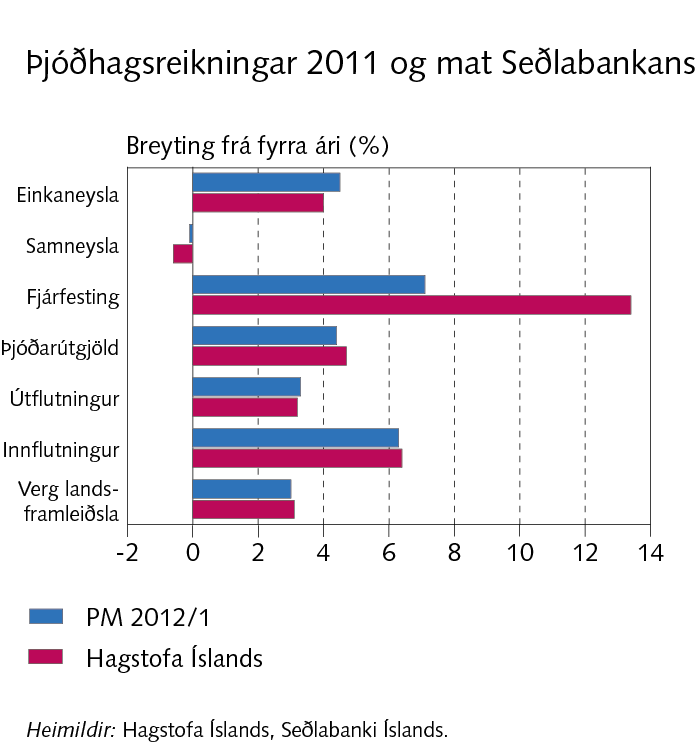 Þjóðhagsreikningar 2011 og mat Seðlabankans
Breyting frá fyrra ári (%)
Einkaneysla
Samneysla
Fjárfesting
Þjóðarútgjöld
Útflutningur
Innflutningur
Verg lands-
framleiðsla
-2 0 2 4 6 8 10 12 14
PM 2012/1
Hagstofa Íslands
Heimildir: Hagstofa Íslands, Seðlabanki Íslands.